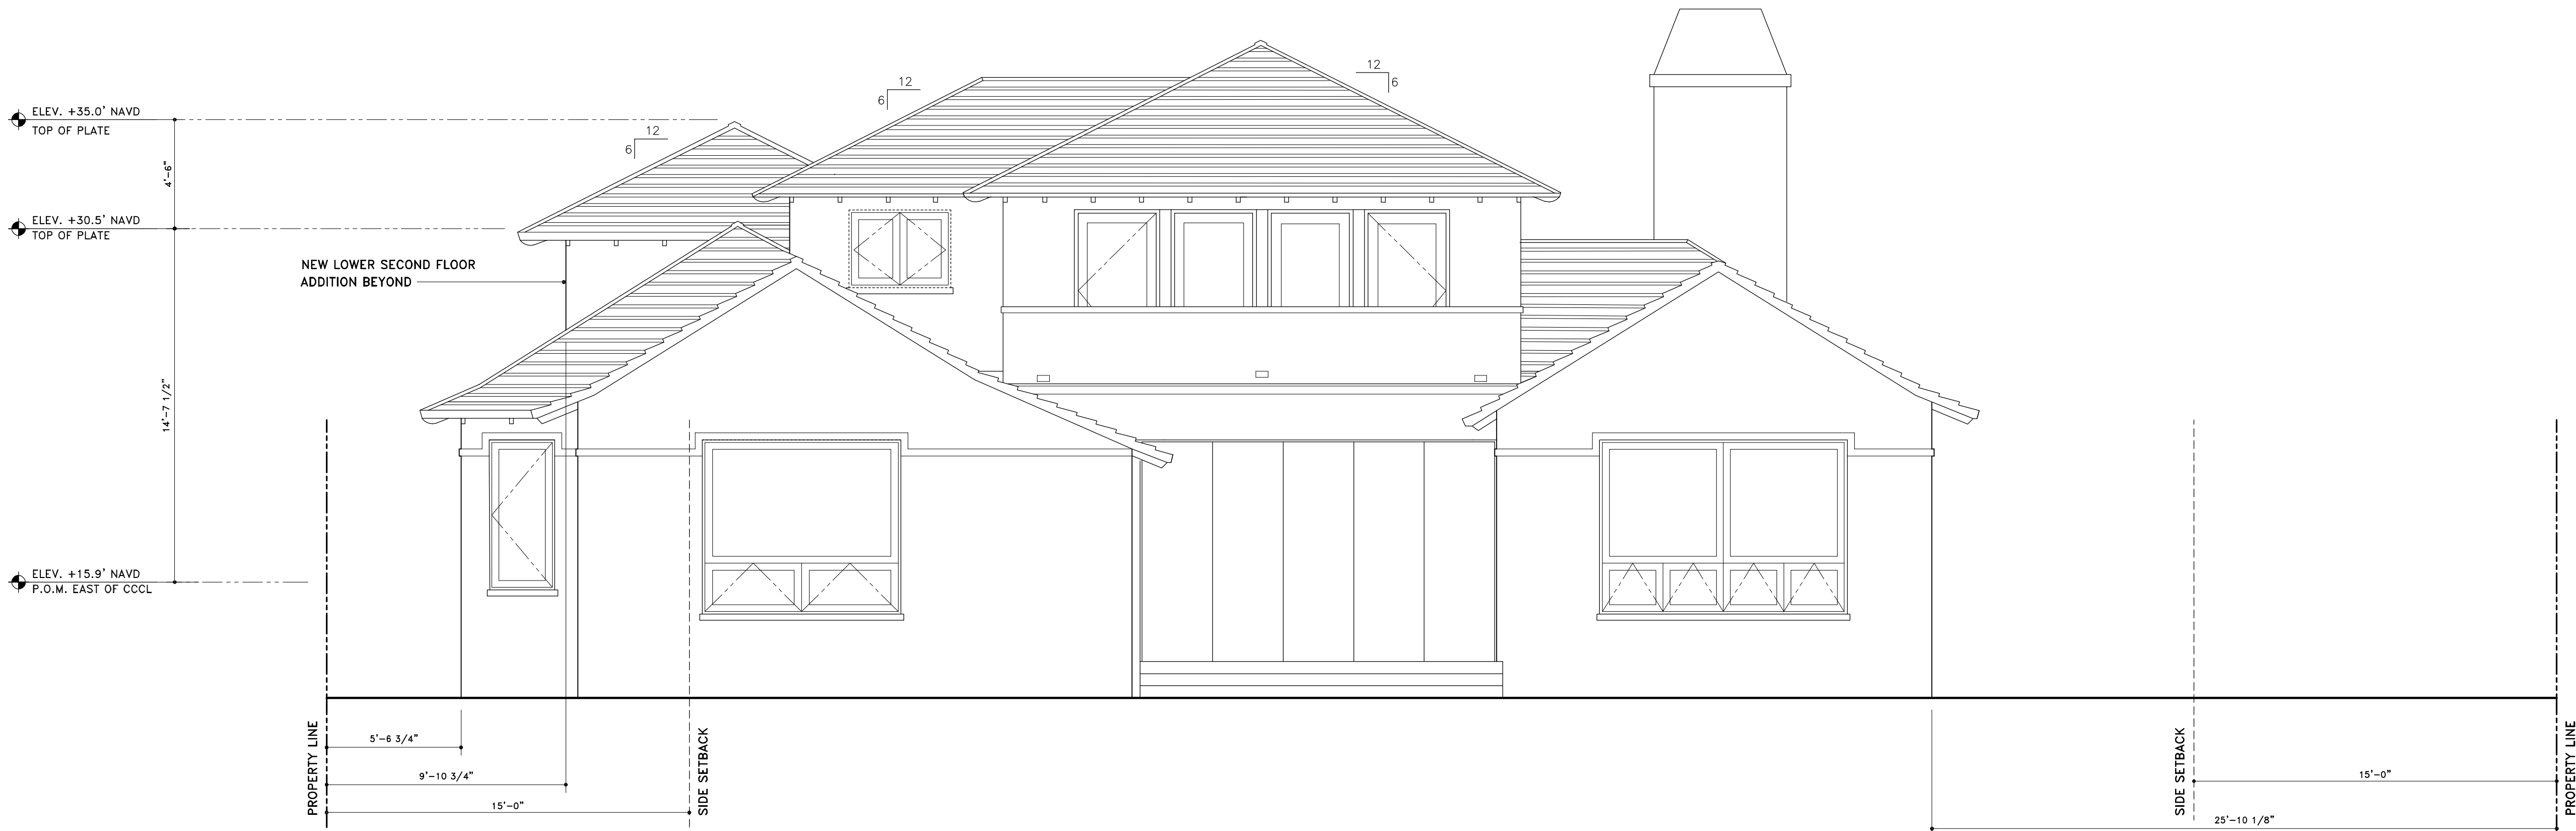 12
6
12
6
12
6
ELEV. +35.0' NAVD
TOP OF PLATE
4'-6"
ELEV. +30.5' NAVD
TOP OF PLATE
NEW LOWER SECOND FLOOR
ADDITION BEYOND
14'-7 1/2"
ELEV. +15.9' NAVD
P.O.M. EAST OF CCCL
PROPERTY LINE
5'-6 3/4"
9'-10 3/4"
15'-0"
SIDE SETBACK
SIDE SETBACK
15'-0"
25'-10 1/8"
PROPERTY LINE